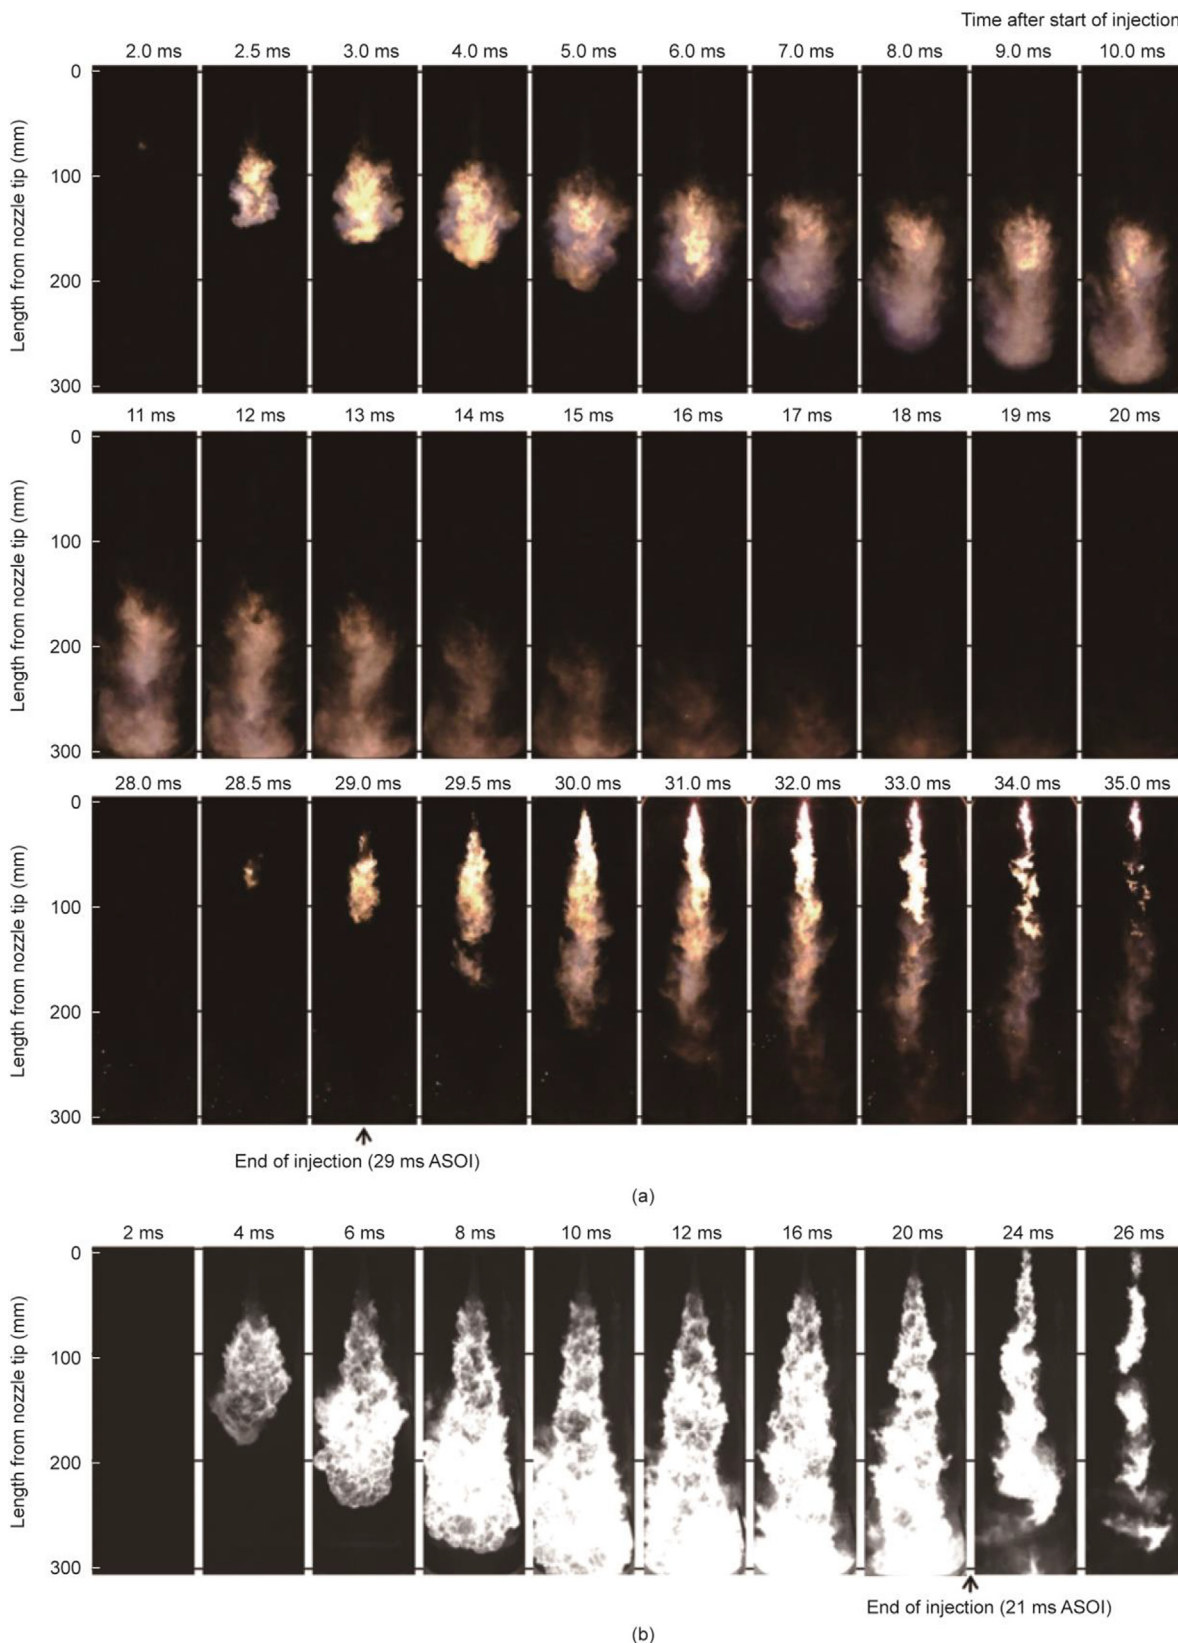 Time after start of injection
2.0 ms 2.5 ms 3.0 ms 4.0 ms 5.0 ms 6.0 ms 7.0 ms 8.0 ms 9.0 ms 10.0 ms
Length from nozzle tip (mm)
0
100
200
300
11 ms 12 ms 13 ms 14 ms 15 ms 16 ms 17 ms 18 ms 19 ms 20 ms
Length from nozzle tip (mm)
0
100
200
300
28.0 ms 28.5 ms 29.0 ms 29.5 ms 30.0 ms 31.0 ms 32.0 ms 33.0 ms 34.0 ms 35.0 ms
Length from nozzle tip (mm)
0
100
200
300
End of injection (29 ms ASOI)
(a)
2 ms 4 ms 6 ms 8 ms 10 ms 12 ms 16 ms 20 ms 24 ms 26 ms
Length from nozzle tip (mm)
0
100
200
300
End of injection (21 ms ASOI)
(b)